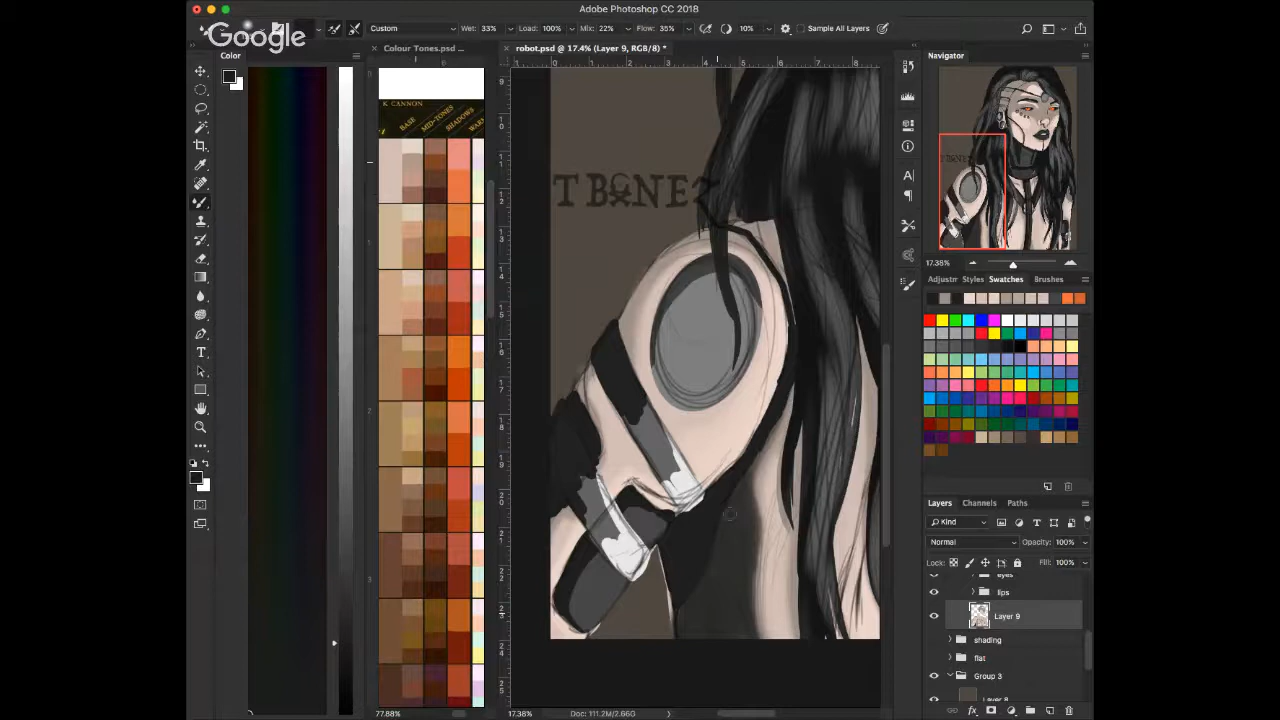 Adobe Photoshop CC 2018
Google
Custom
Wet: 33%
Load: 100%
Mix: 22%
Flow: 35%
10%
Sample All Layers
Color
Colour Tones.psd ...
robot.psd @ 17.4% (Layer 9, RGB/8) *
Navigator
K CANNON
BASE
MID-TONES
SHADOWS
T BONEZ
17.38%
Adjustm
Styles
Swatches
Brushes
Layers
Channels
Paths
Kind
Normal
Opacity: 100%
Lock:
Fill: 100%
eyes
lips
Layer 9
shading
flat
Group 3
Layer 8
77.88%
17.38%
Doc: 111.2M/2.66G